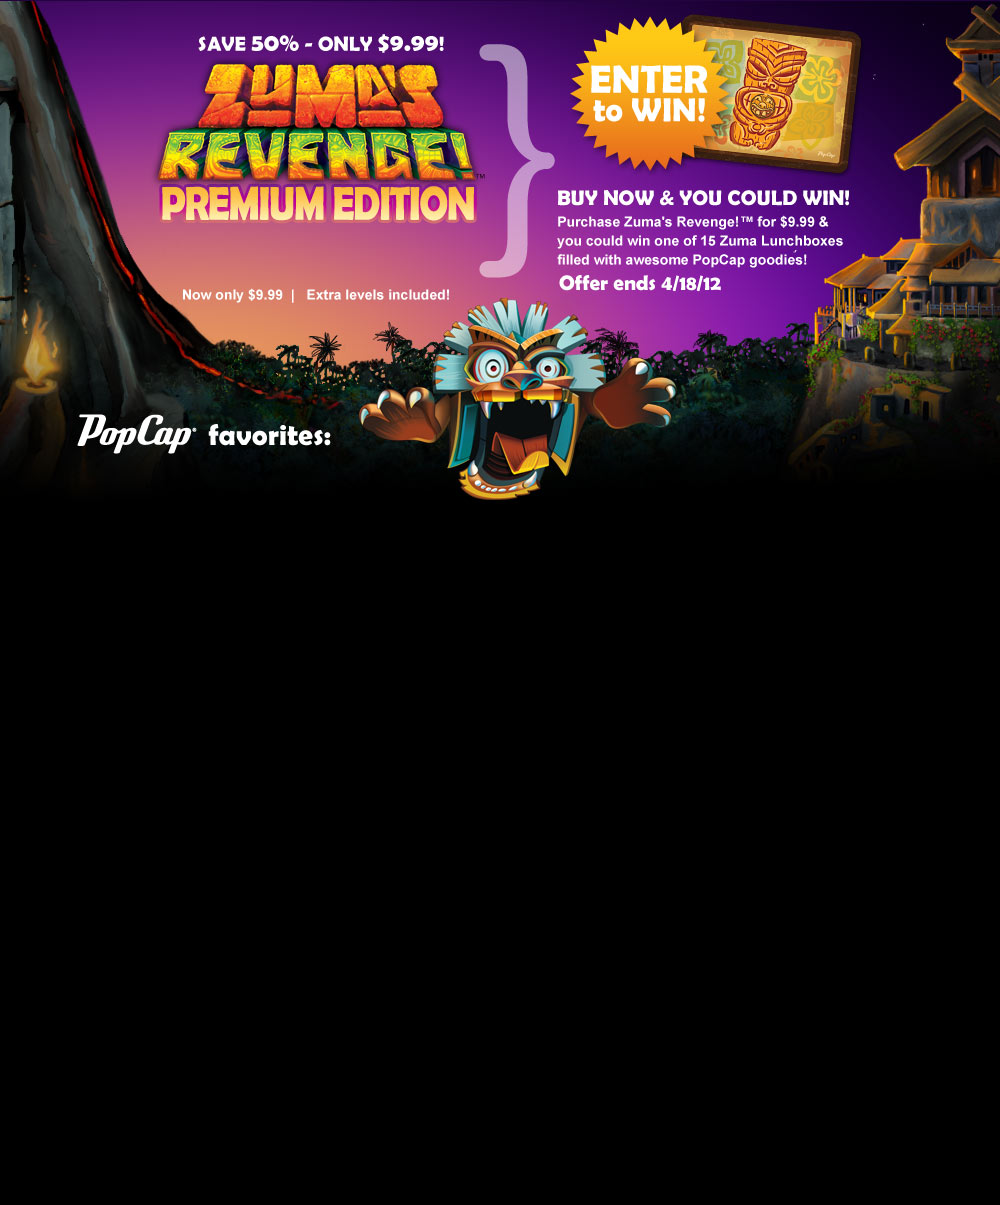 SAVE 50% - ONLY $9.99!
ZUMA'S
REVENGE!™
PREMIUM EDITION
Now only $9.99 | Extra levels included!
ENTER
to WIN!
PopCap
BUY NOW & YOU COULD WIN!
Purchase Zuma's Revenge!™ for $9.99 &
you could win one of 15 Zuma Lunchboxes
filled with awesome PopCap goodies!
Offer ends 4/18/12
PopCap® favorites: